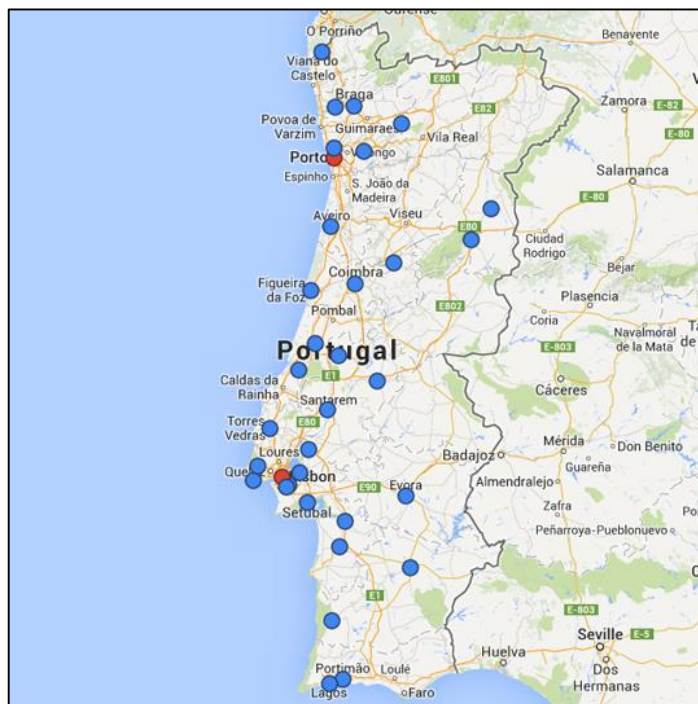 Ourense
O Porriño
Benavente
Viana do
Castelo
E801
Braga
Zamora
E-82
E82
Povoa de
Varzim
Guimaraes
Vila Real
E-80
Porto
Espinho
S. João da
Madeira
Salamanca
E-80
Aveiro
Viseu
E80
Ciudad
Rodrigo
Béjar
Coimbra
Figueira
da Foz
Plasencia
E802
Pombal
Coria
Navalmoral
de la Mata
Portugal
E-803
E1
Caldas da
Rainha
Cáceres
Santarem
E80
Torres
Vedras
Loures
Badajoz
Mérida
Don Benito
Guareña
Lisbon
E90
Evora
Almendralejo
Setubal
Zafra
Peñarroya-Pueblonuevo
E1
E-803
Seville
E-5
Huelva
Dos
Hermanas
Portimão
Loulé
Lagos
Faro